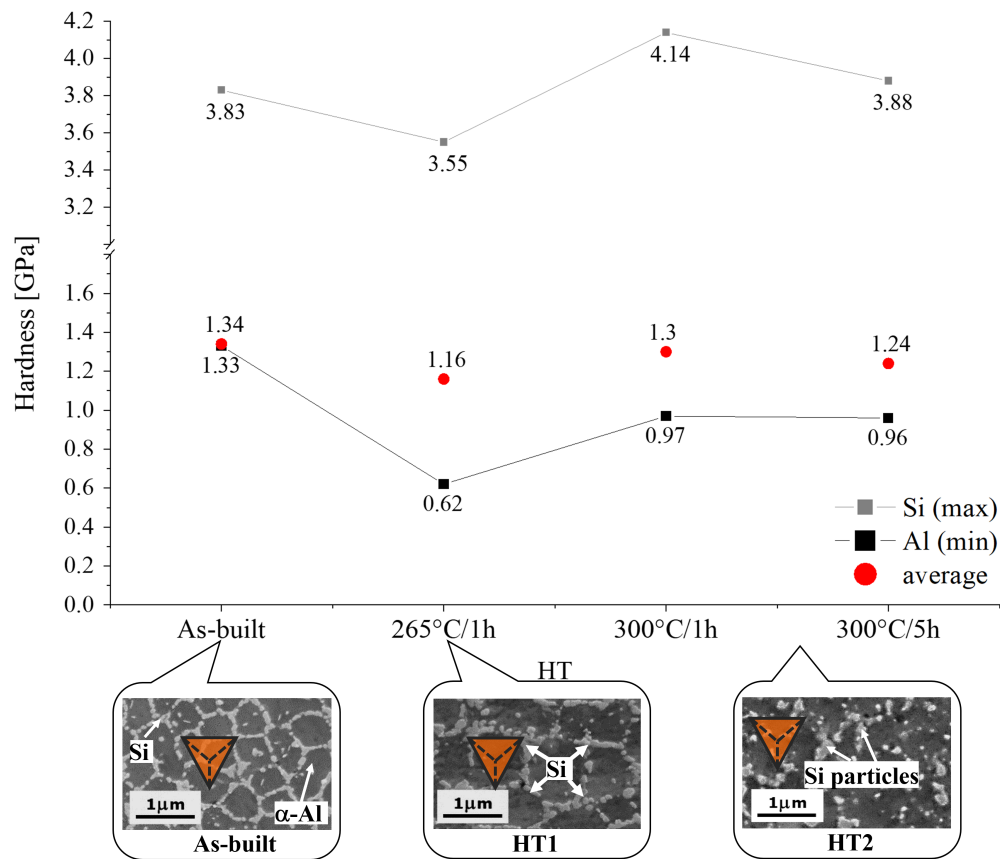 4.2
4.0
3.8
3.6
3.4
3.2
1.6
1.4
1.2
1.0
0.8
0.6
0.4
0.2
0.0
Hardness [GPa]
3.83
3.55
4.14
3.88
1.34
1.33
1.16
1.3
1.24
0.62
0.97
0.96
Si (max)
Al (min)
average
As-built
265°C/1h
300°C/1h
300°C/5h
HT
Si
α-Al
1μm
As-built
Si
1μm
HT1
Si particles
1μm
HT2